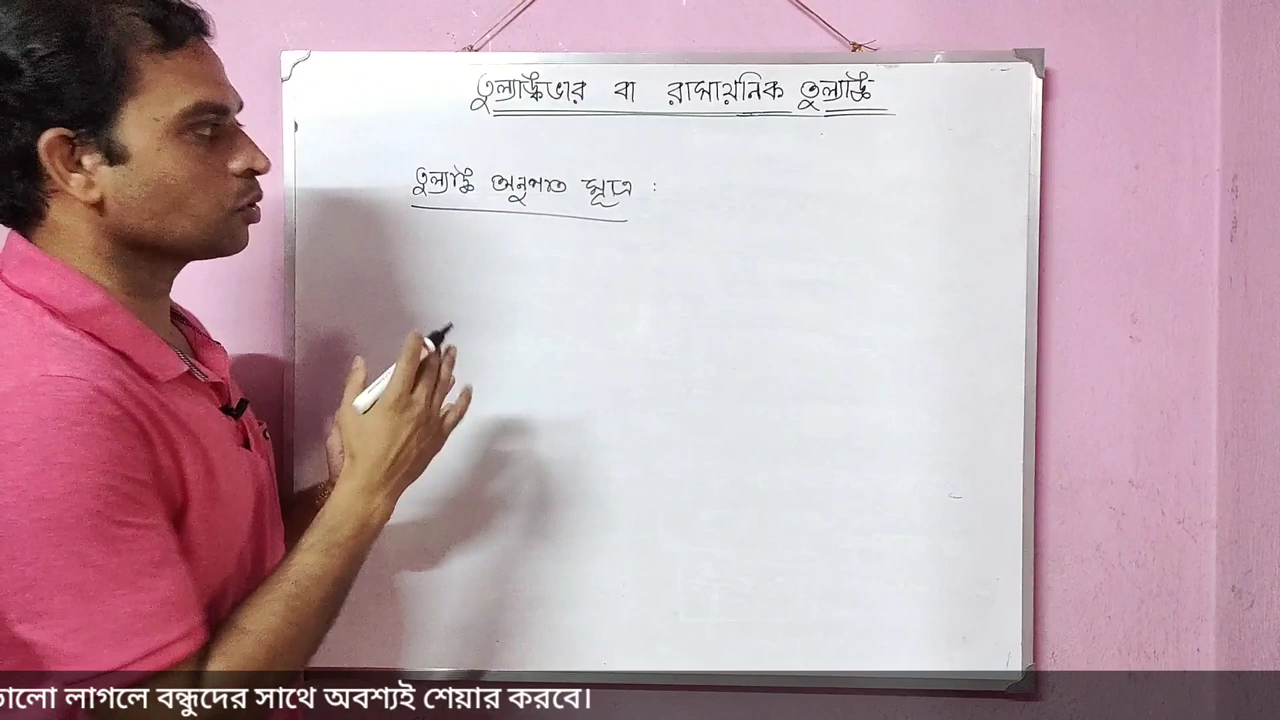 তুল্যাঙ্কভার বা রাসায়নিক তুল্যাঙ্ক
তুল্যাঙ্ক অনুপাত সূত্র :
ভালো লাগলে বন্ধুদের সাথে অবশ্যই শেয়ার করবে।